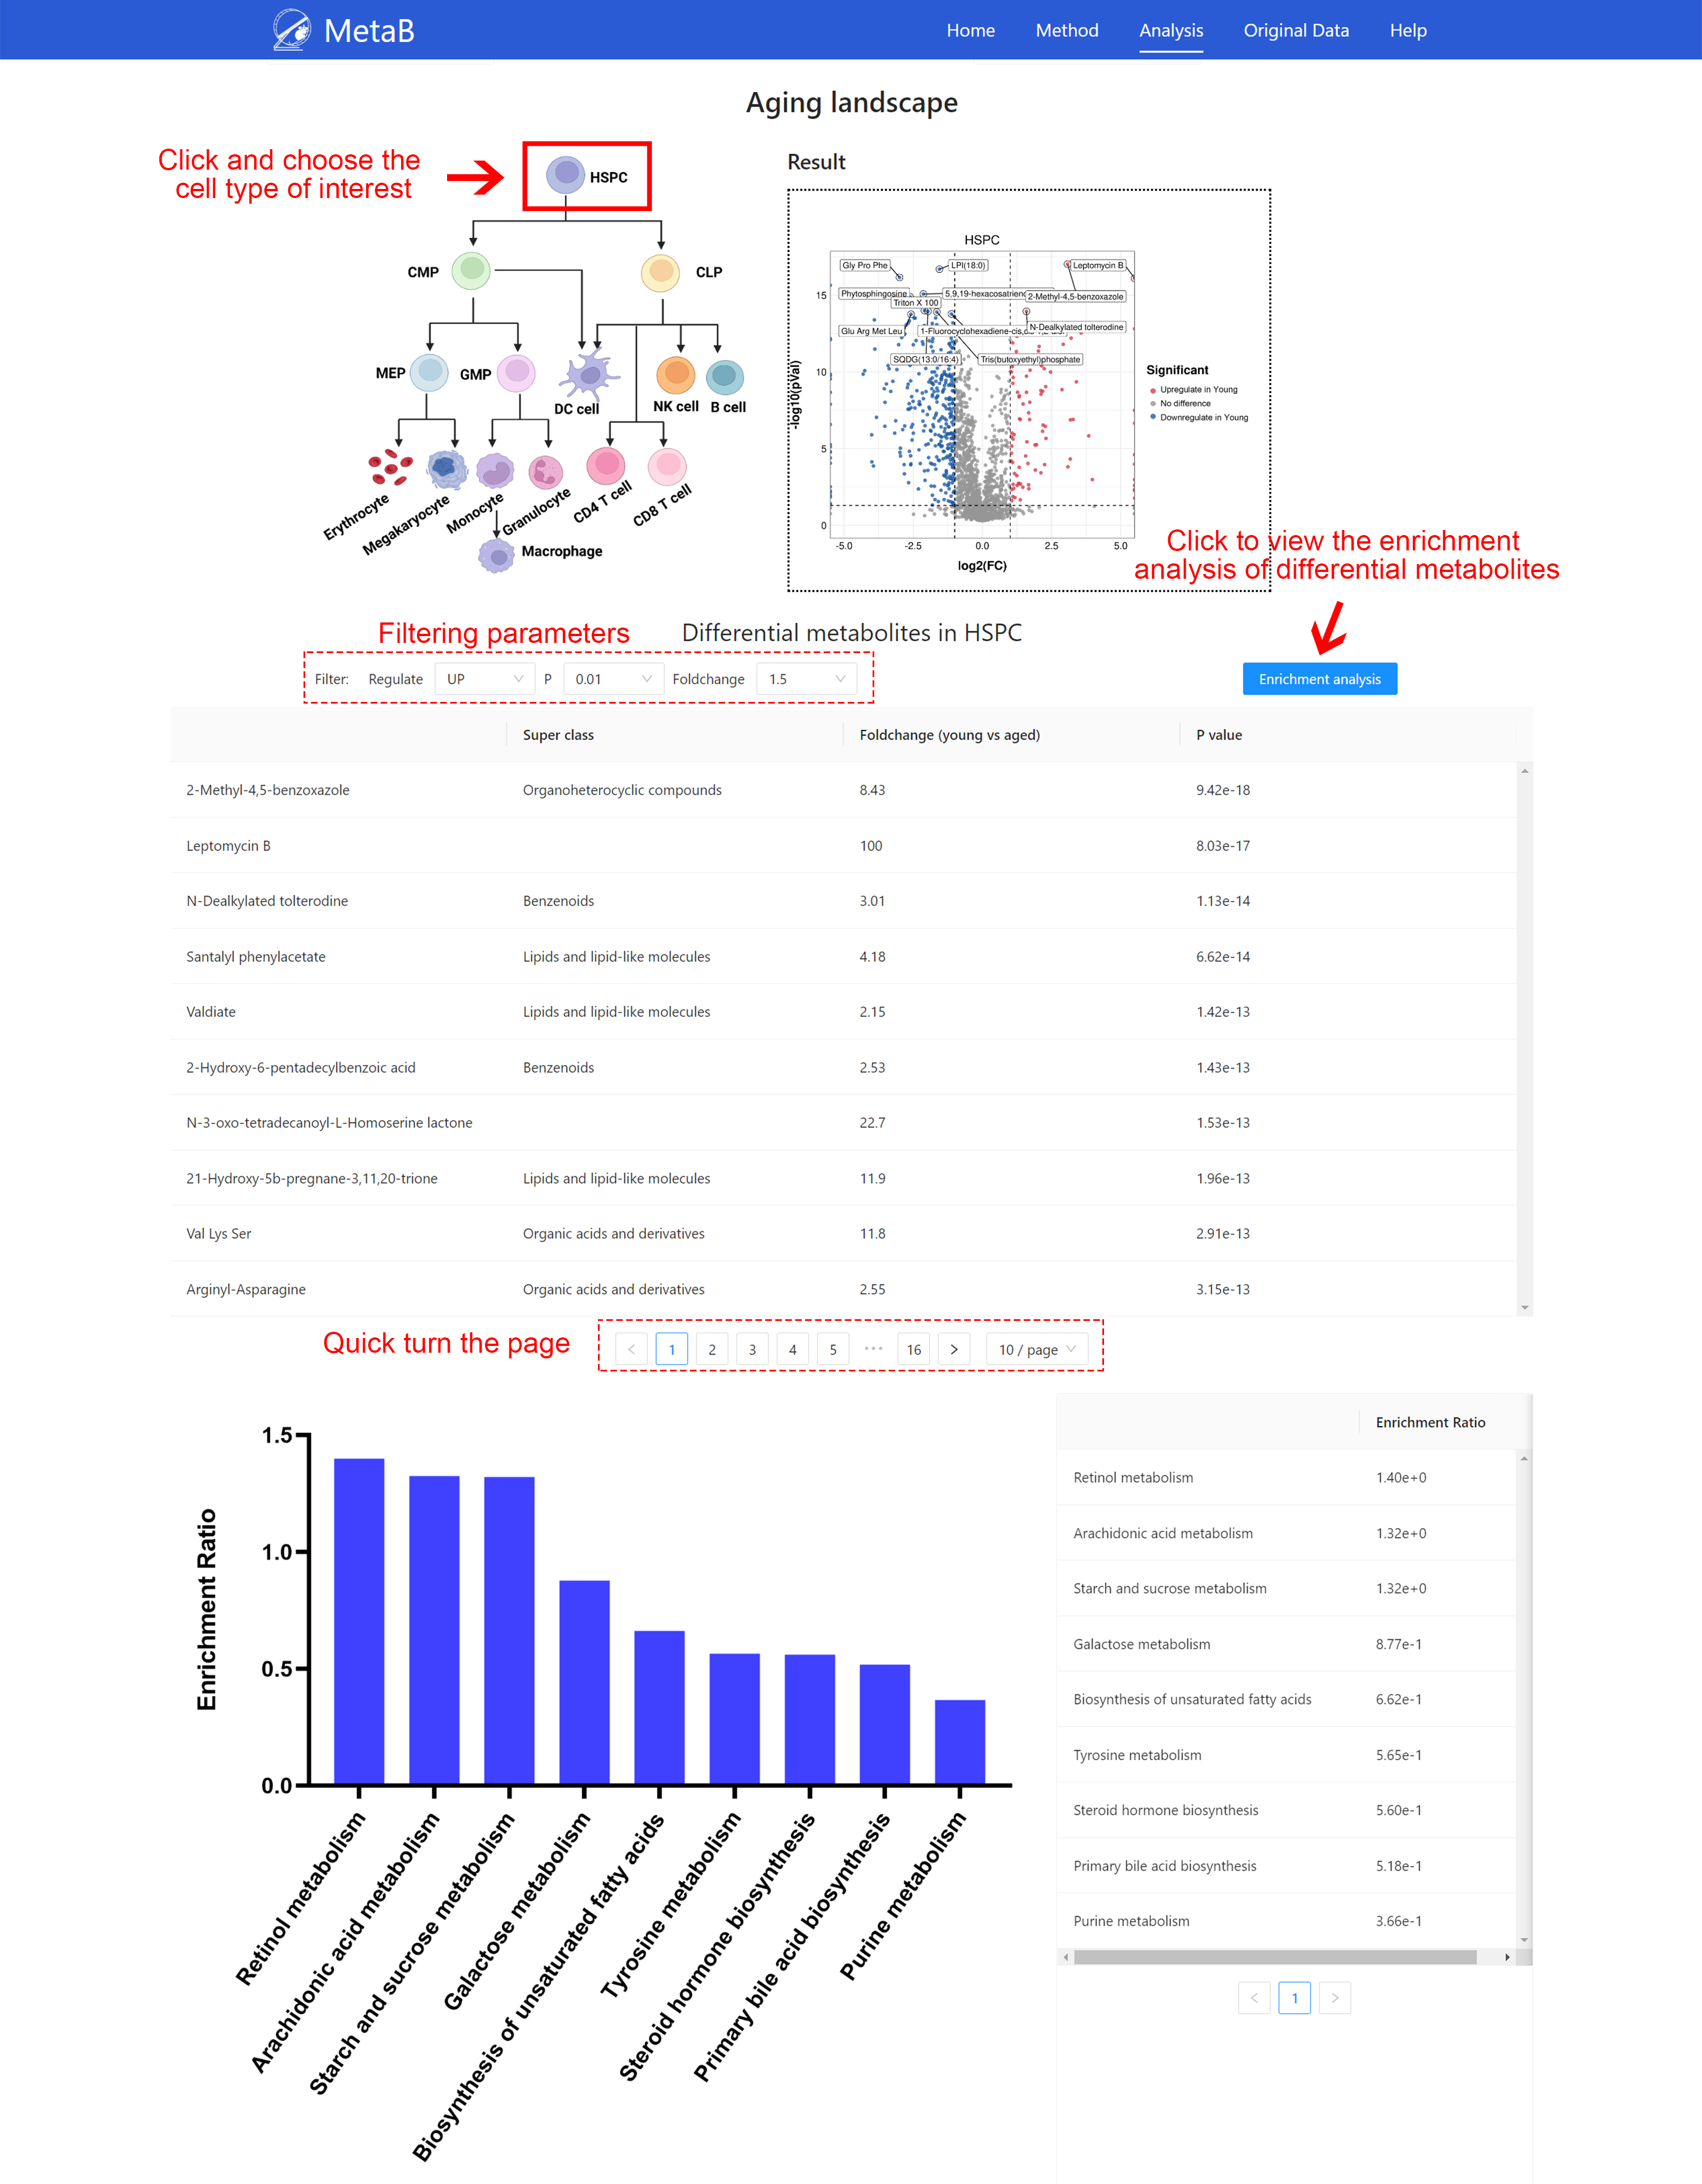 MetaB
Home Method Analysis Original Data Help
Aging landscape
Click and choose the
cell type of interest
HSPC
CMP
CLP
MEP
GMP
DC cell
NK cell
B cell
Erythrocyte
Megakaryocyte
Monocyte
Granulocyte
CD4 T cell
CD8 T cell
Macrophage
Result
HSPC
Gly Pro Phe
LPI(18:0)
Leptomycin B
Phytosphingosine
2-Methyl-4,5-benzoxazole
Triton X 100
Glu Arg Met Leu
N-Dealkylated tolterodine
SQDG(13:0/16:4)
Tris(butoxyethyl)phosphate
15
10
5
0
-log10(pVal)
-5.0 -2.5 0.0 2.5 5.0
log2(FC)
Significant
Upregulate in Young
No difference
Downregulate in Young
Click to view the enrichment
analysis of differential metabolites
Filtering parameters
Differential metabolites in HSPC
Filter: Regulate UP P 0.01 Foldchange 1.5
Enrichment analysis
Super class Foldchange (young vs aged) P value
2-Methyl-4,5-benzoxazole Organoheterocyclic compounds 8.43 9.42e-18
Leptomycin B 100 8.03e-17
N-Dealkylated tolterodine Benzenoids 3.01 1.13e-14
Santalyl phenylacetate Lipids and lipid-like molecules 4.18 6.62e-14
Valdiate Lipids and lipid-like molecules 2.15 1.42e-13
2-Hydroxy-6-pentadecylbenzoic acid Benzenoids 2.53 1.43e-13
N-3-oxo-tetradecanoyl-L-Homoserine lactone 22.7 1.53e-13
21-Hydroxy-5b-pregnane-3,11,20-trione Lipids and lipid-like molecules 11.9 1.96e-13
Val Lys Ser Organic acids and derivatives 11.8 2.91e-13
Arginyl-Asparagine Organic acids and derivatives 2.55 3.15e-13
Quick turn the page
< 1 2 3 4 5 ••• 16 > 10 / page
Enrichment Ratio
1.5
1.0
0.5
0.0
Retinol metabolism
Arachidonic acid metabolism
Starch and sucrose metabolism
Galactose metabolism
Biosynthesis of unsaturated fatty acids
Tyrosine metabolism
Steroid hormone biosynthesis
Primary bile acid biosynthesis
Purine metabolism
Enrichment Ratio
Retinol metabolism 1.40e+0
Arachidonic acid metabolism 1.32e+0
Starch and sucrose metabolism 1.32e+0
Galactose metabolism 8.77e-1
Biosynthesis of unsaturated fatty acids 6.62e-1
Tyrosine metabolism 5.65e-1
Steroid hormone biosynthesis 5.60e-1
Primary bile acid biosynthesis 5.18e-1
Purine metabolism 3.66e-1
< 1 >